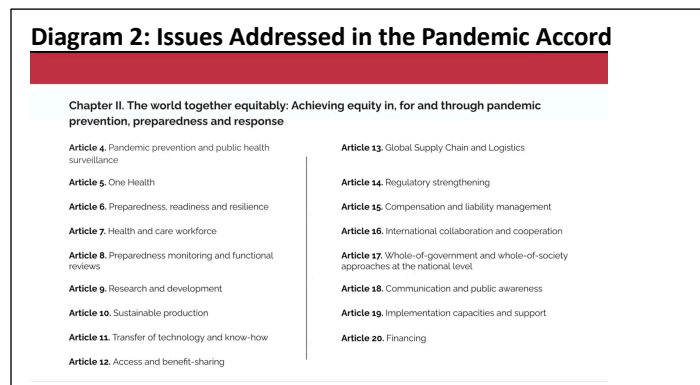 Diagram 2: Issues Addressed in the Pandemic Accord
Chapter II. The world together equitably: Achieving equity in, for and through pandemic
prevention, preparedness and response
Article 4. Pandemic prevention and public health
surveillance
Article 5. One Health
Article 6. Preparedness, readiness and resilience
Article 7. Health and care workforce
Article 8. Preparedness monitoring and functional
reviews
Article 9. Research and development
Article 10. Sustainable production
Article 11. Transfer of technology and know-how
Article 12. Access and benefit-sharing
Article 13. Global Supply Chain and Logistics
Article 14. Regulatory strengthening
Article 15. Compensation and liability management
Article 16. International collaboration and cooperation
Article 17. Whole-of-government and whole-of-society
approaches at the national level
Article 18. Communication and public awareness
Article 19. Implementation capacities and support
Article 20. Financing